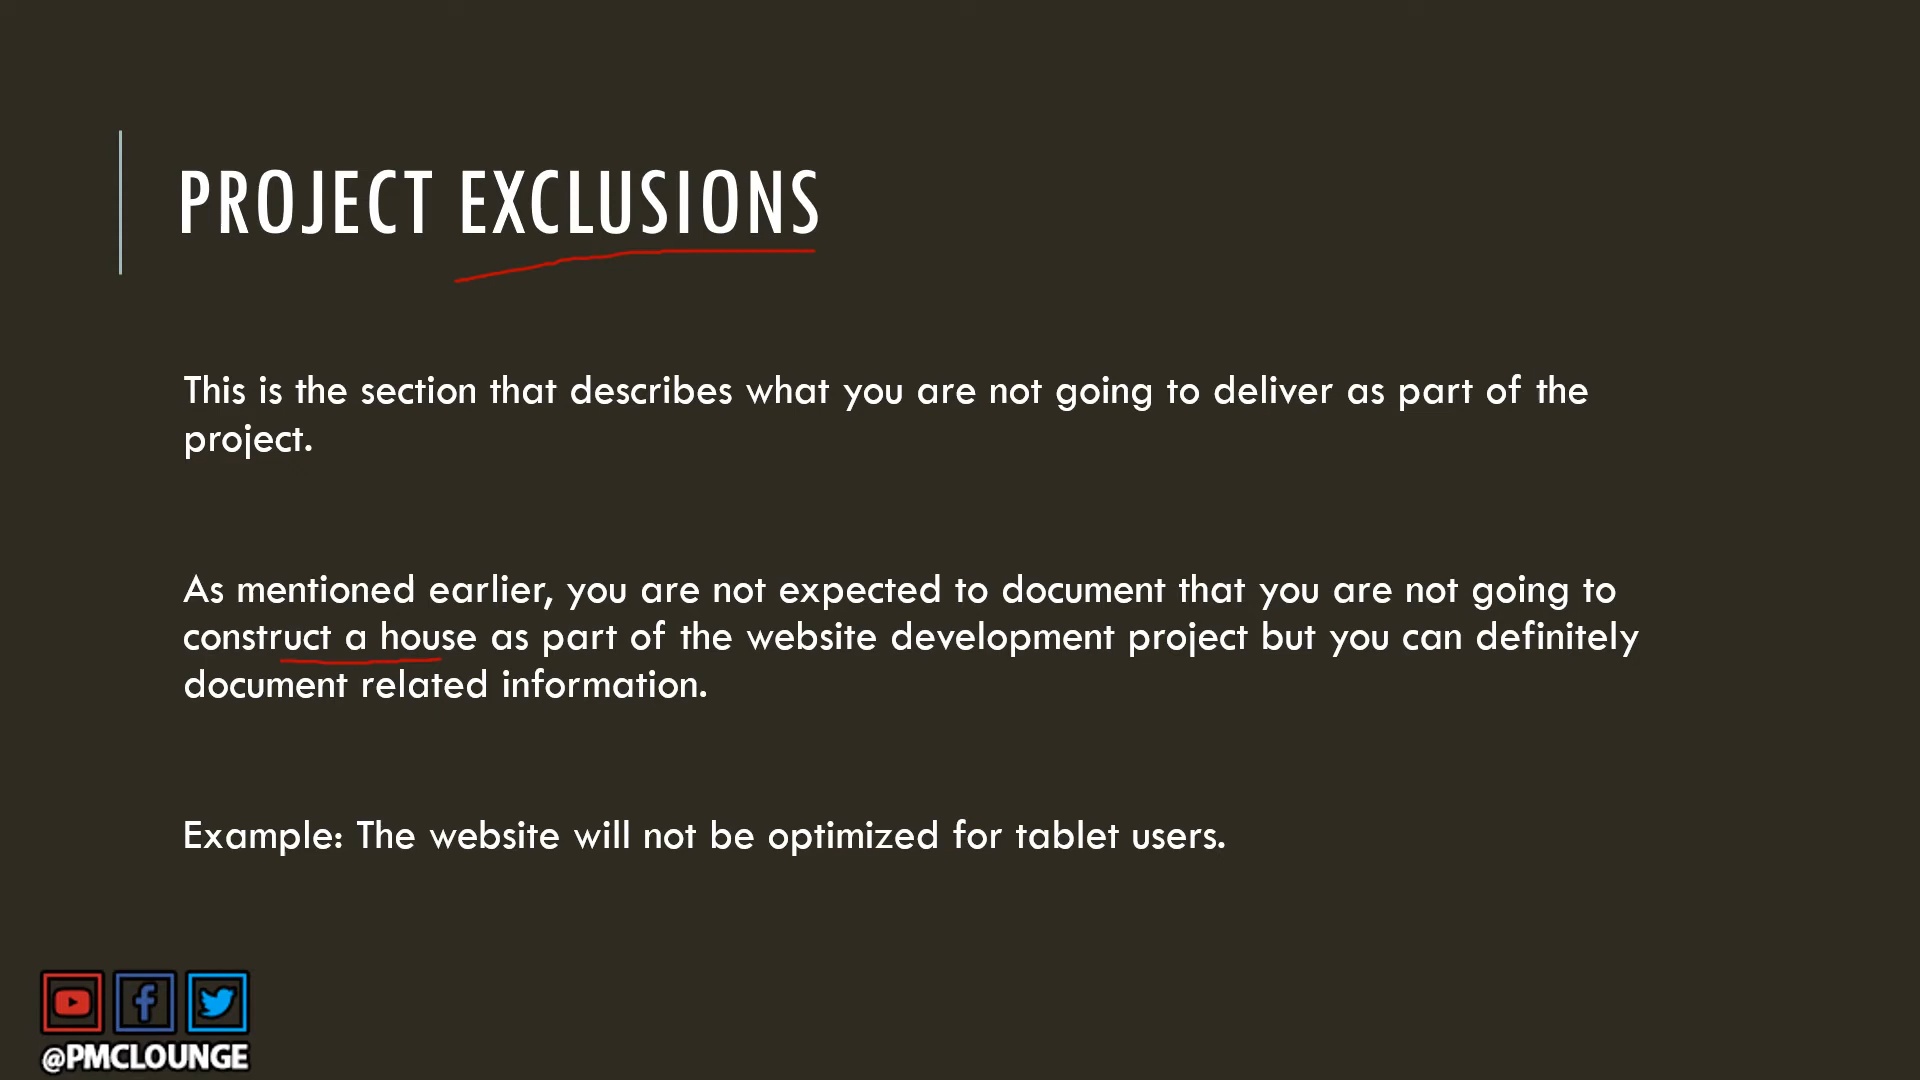 PROJECT EXCLUSIONS
This is the section that describes what you are not going to deliver as part of the
project.
As mentioned earlier, you are not expected to document that you are not going to
construct a house as part of the website development project but you can definitely
document related information.
Example: The website will not be optimized for tablet users.
@PMCLOUNGE